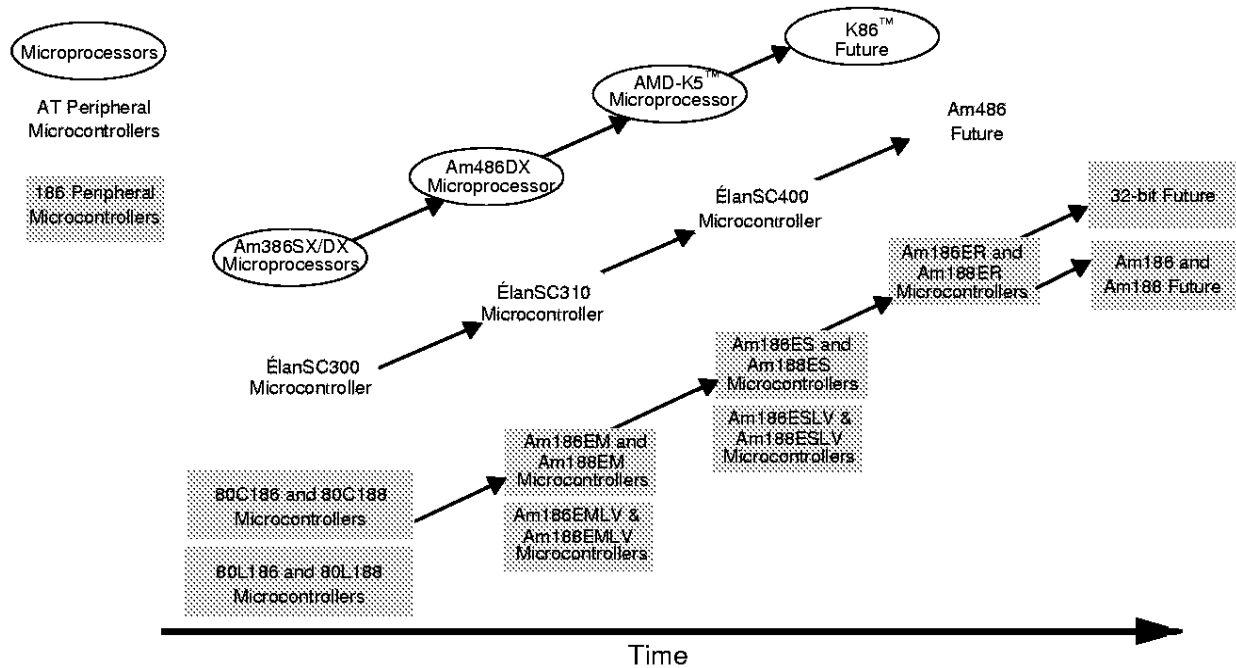 Microprocessors
AT Peripheral
Microcontrollers
186 Peripheral
Microcontrollers
K86™
Future
AMD-K5™
Microprocessor
Am486DX
Microprocessor
Am386SX/DX
Microprocessors
Am486
Future
ÉlanSC400
Microcontroller
ÉlanSC310
Microcontroller
ÉlanSC300
Microcontroller
32-bit Future
Am186 and
Am188 Future
Am186ER and
Am188ER
Microcontrollers
Am186ES and
Am188ES
Microcontrollers
Am186ESLV &
Am188ESLV
Microcontrollers
Am186EM and
Am188EM
Microcontrollers
Am186EMLV &
Am188EMLV
Microcontrollers
80C186 and 80C188
Microcontrollers
80L186 and 80L188
Microcontrollers
Time